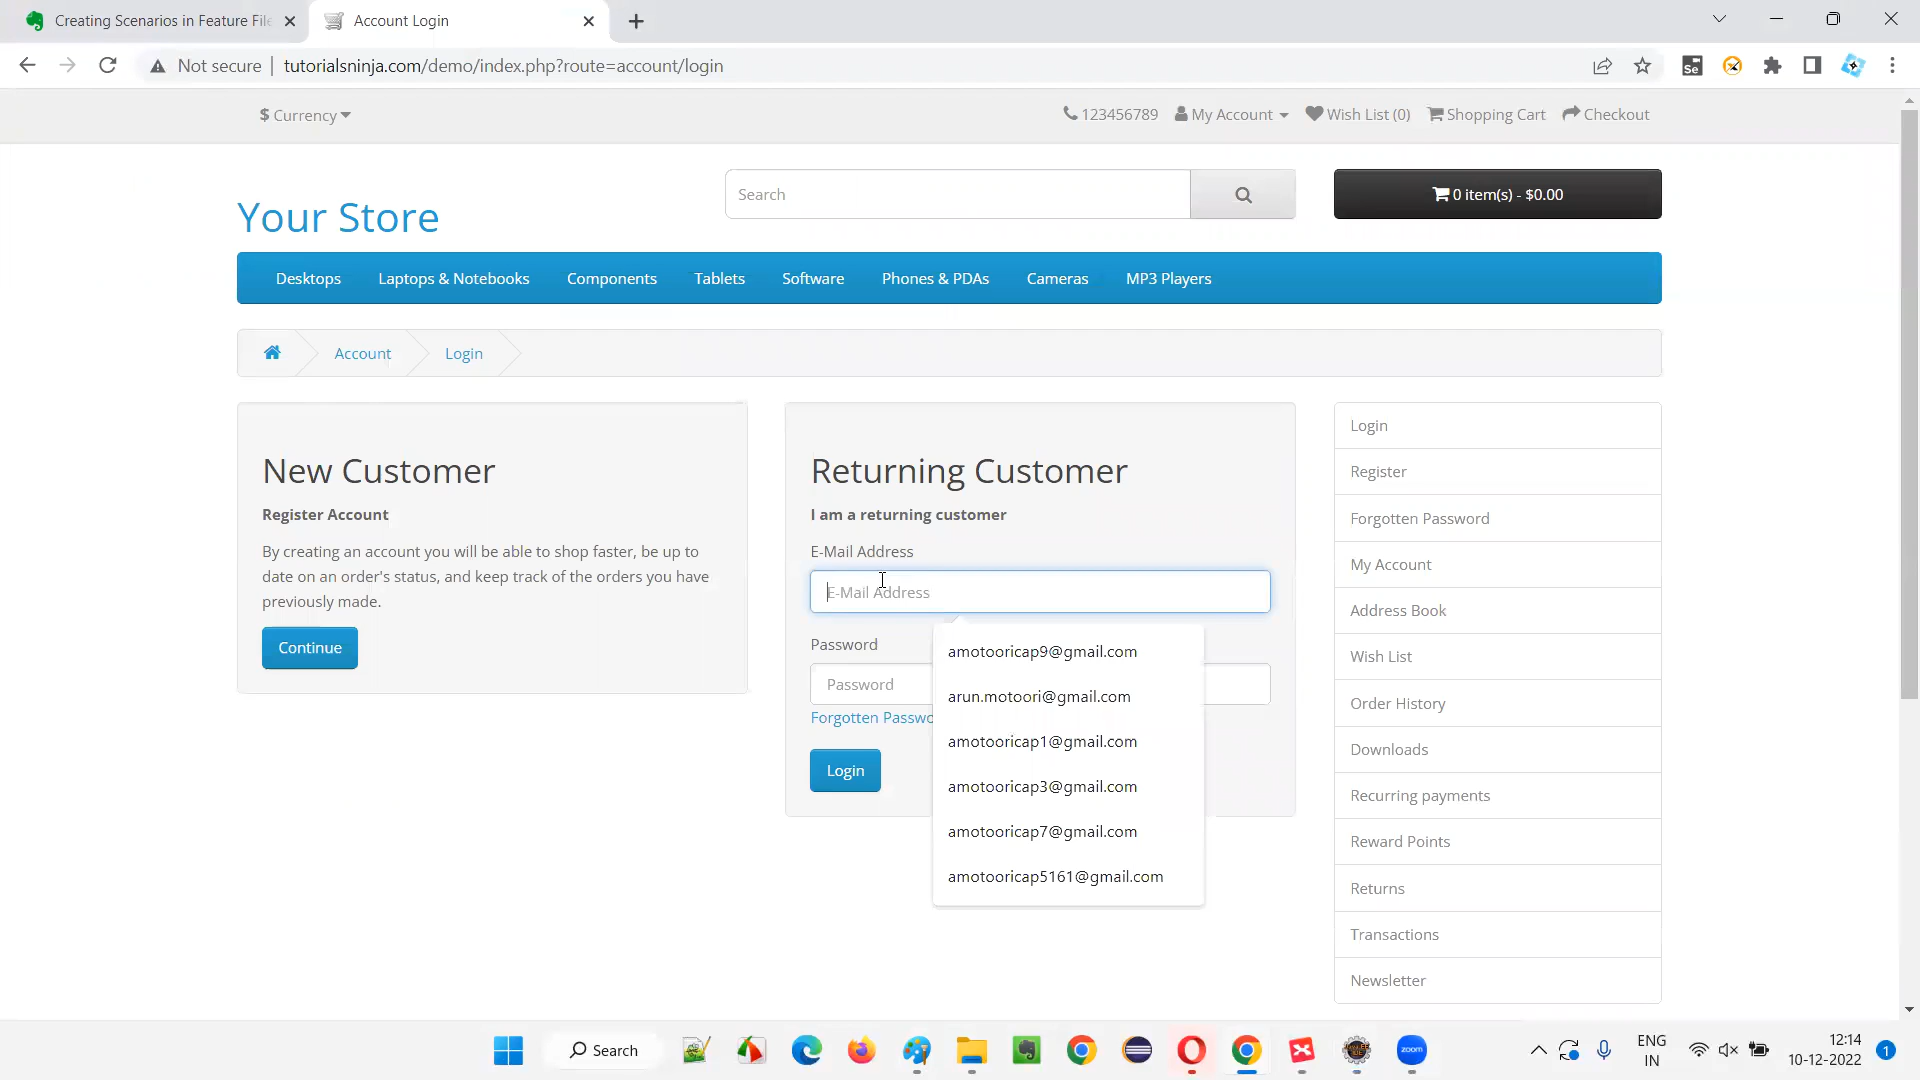 Creating Scenarios in Feature File
Account Login
Not secure
tutorialsninja.com/demo/index.php?route=account/login
$ Currency
123456789
My Account
Wish List (0)
Shopping Cart
Checkout
Your Store
Search
0 item(s) - $0.00
Desktops
Laptops & Notebooks
Components
Tablets
Software
Phones & PDAs
Cameras
MP3 Players
Account
Login
New Customer
Register Account
By creating an account you will be able to shop faster, be up to
date on an order's status, and keep track of the orders you have
previously made.
Continue
Returning Customer
I am a returning customer
E-Mail Address
E-Mail Address
Password
Password
Forgotten Passwo
Login
amotooricap9@gmail.com
arun.motoori@gmail.com
amotooricap1@gmail.com
amotooricap3@gmail.com
amotooricap7@gmail.com
amotooricap5161@gmail.com
Login
Register
Forgotten Password
My Account
Address Book
Wish List
Order History
Downloads
Recurring payments
Reward Points
Returns
Transactions
Newsletter
Search
zoom
ENG
IN
12:14
10-12-2022
1